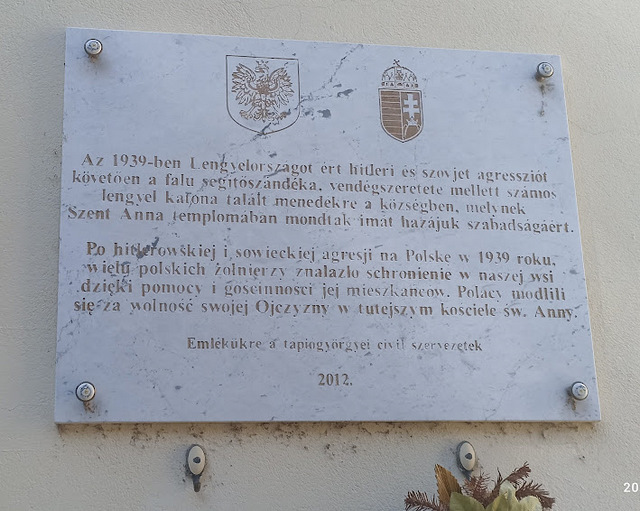 Az 1939-ben Lengyelországot ért hitleri és szovjet agressziót
követően a falu segítőszándéka, vendégszeretete mellett számos
lengyel katona talált menedékre a községben, melynek
Szent Anna templomában mondtak imát hazájuk szabadságáért.
Po hitlerowskiej i sowieckiej agresji na Polske w 1939 roku,
wielu polskich żołnierzy znalazło schronienie w naszej wsi
dzięki pomocy i gościnności jej mieszkańców. Polacy modlili
się za wolność swojej Ojczyzny w tutejszym kościele św. Anny.
Emlékükre a tápiógyörgyei civil szervezetek
2012.
20